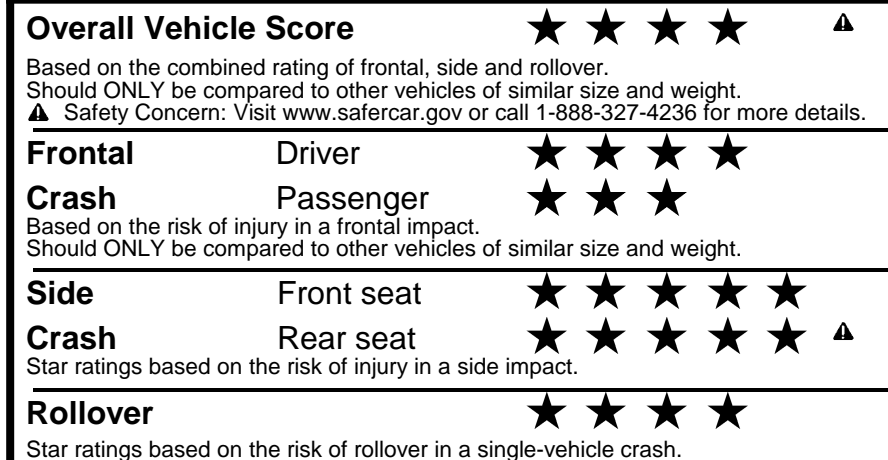 Overall Vehicle Score ★ ★ ★ ★ ⚠
Based on the combined rating of frontal, side and rollover.
Should ONLY be compared to other vehicles of similar size and weight.
⚠ Safety Concern: Visit www.safercar.gov or call 1-888-327-4236 for more details.
Frontal Driver ★ ★ ★ ★
Crash Passenger ★ ★ ★
Based on the risk of injury in a frontal impact.
Should ONLY be compared to other vehicles of similar size and weight.
Side Front seat ★ ★ ★ ★ ★
Crash Rear seat ★ ★ ★ ★ ★ ⚠
Star ratings based on the risk of injury in a side impact.
Rollover ★ ★ ★ ★
Star ratings based on the risk of rollover in a single-vehicle crash.